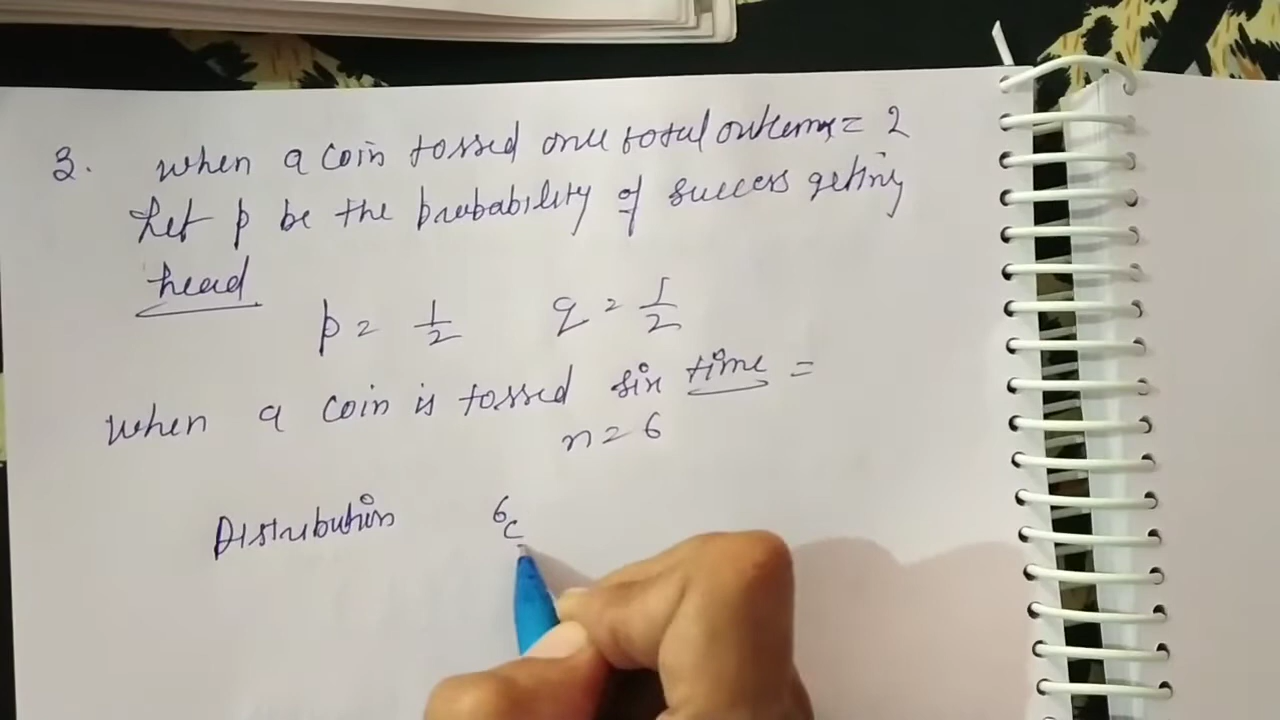 3. when a coin tossed once total outcomes = 2
Let p be the probability of success getting
head
p = 1/2 q = 1/2
when a coin is tossed six time =
n = 6
Distribution ⁶C